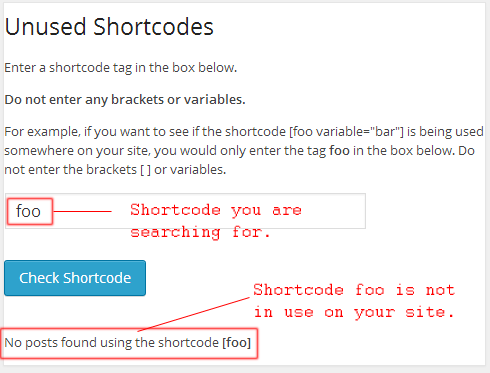 Unused Shortcodes
Enter a shortcode tag in the box below.
Do not enter any brackets or variables.
For example, if you want to see if the shortcode [foo variable="bar"] is being used
somewhere on your site, you would only enter the tag foo in the box below. Do
not enter the brackets [ ] or variables.
foo
Shortcode you are
searching for.
Check Shortcode
Shortcode foo is not
in use on your site.
No posts found using the shortcode [foo]